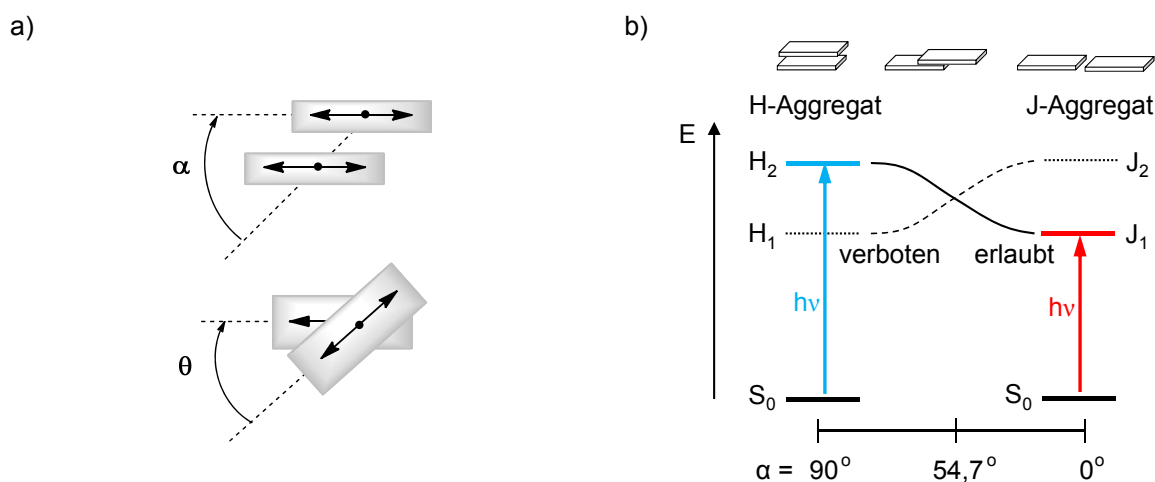 a)
α
θ
b)
H-Aggregat J-Aggregat
E
H₂ J₂
H₁ J₁
verboten erlaubt
hν hν
S₀ S₀
α = 90° 54,7° 0°